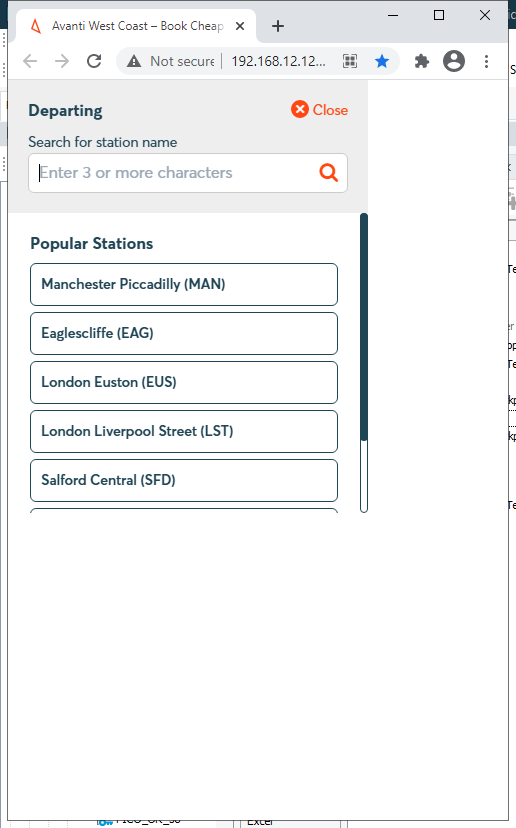 Avanti West Coast – Book Cheap
Not secure
192.168.12.12...
Departing
Close
Search for station name
Enter 3 or more characters
Popular Stations
Manchester Piccadilly (MAN)
Eaglescliffe (EAG)
London Euston (EUS)
London Liverpool Street (LST)
Salford Central (SFD)
Excel